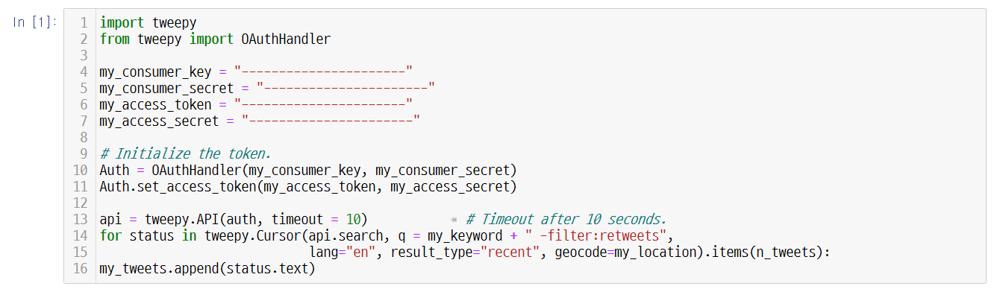 In [1]:
1 import tweepy
2 from tweepy import OAuthHandler
3
4 my_consumer_key = "----------------------"
5 my_consumer_secret = "----------------------"
6 my_access_token = "----------------------"
7 my_access_secret = "----------------------"
8
9 # Initialize the token.
10 Auth = OAuthHandler(my_consumer_key, my_consumer_secret)
11 Auth.set_access_token(my_access_token, my_access_secret)
12
13 api = tweepy.API(auth, timeout = 10) # Timeout after 10 seconds.
14 for status in tweepy.Cursor(api.search, q = my_keyword + " -filter:retweets",
15 lang="en", result_type="recent", geocode=my_location).items(n_tweets):
16 my_tweets.append(status.text)